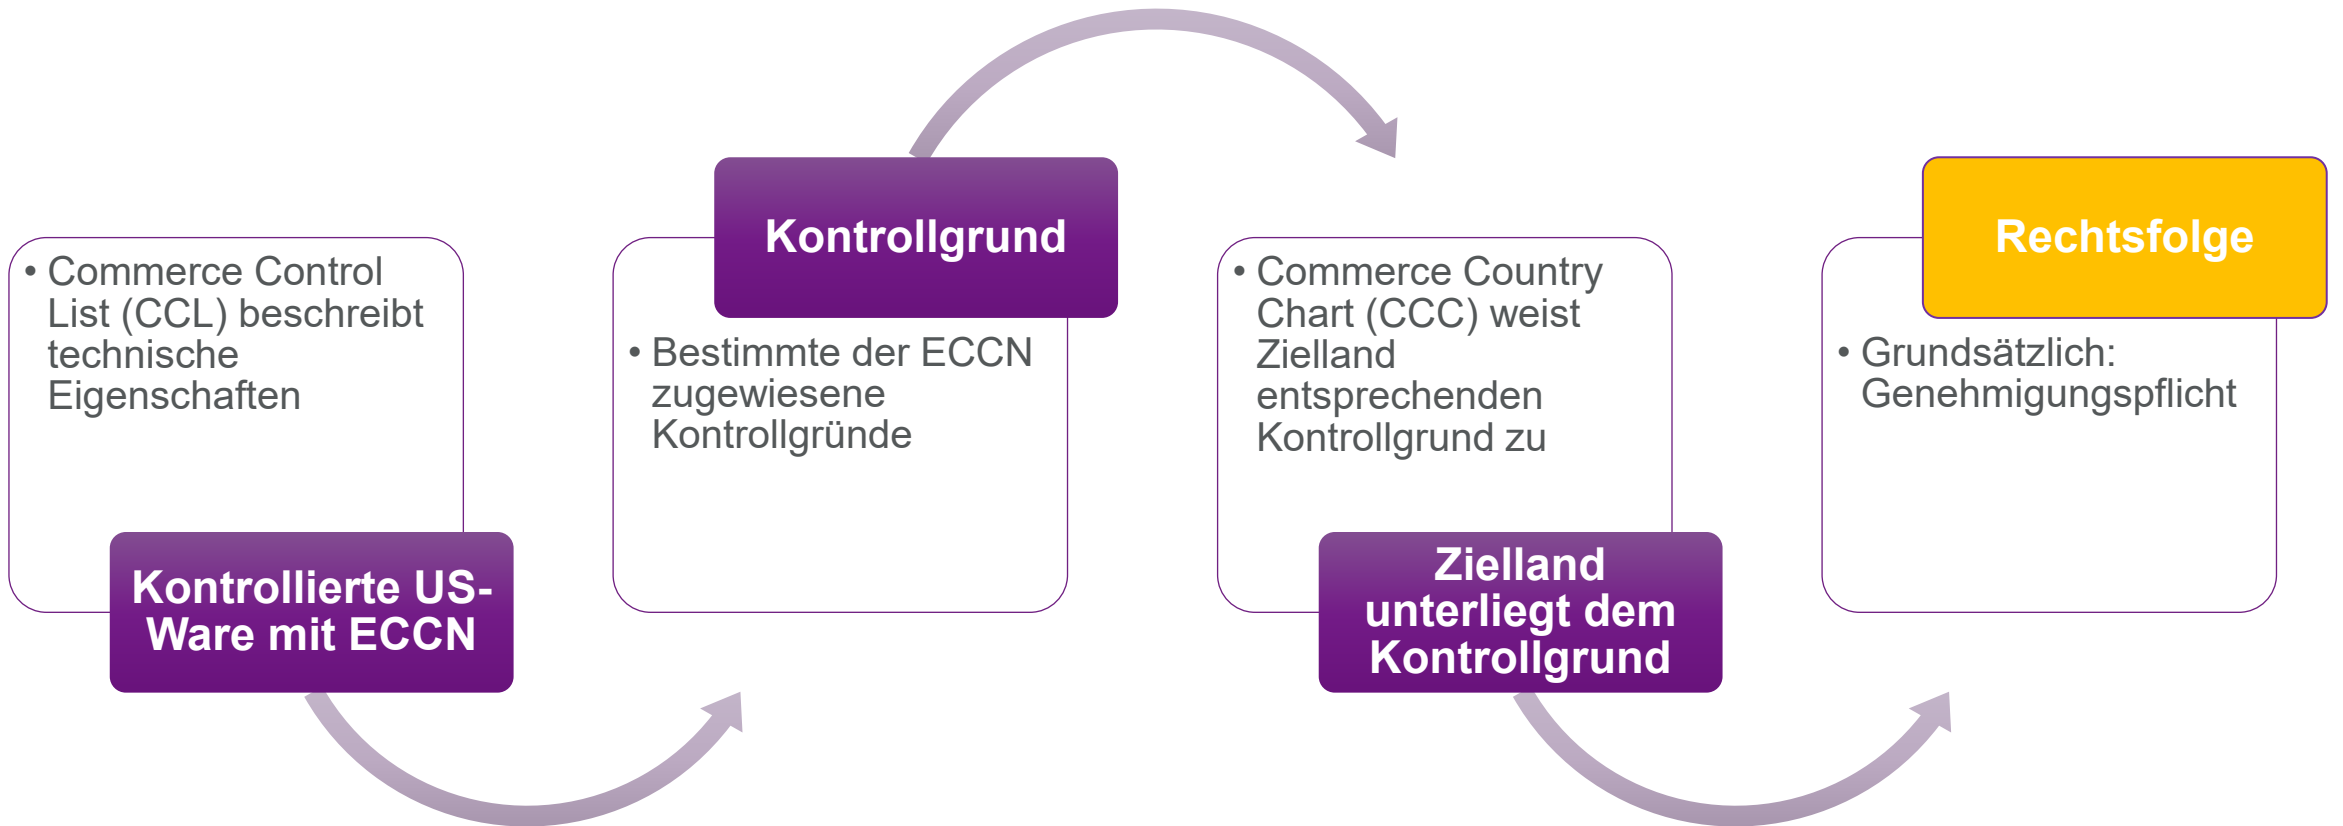 • Commerce Control
List (CCL) beschreibt
technische
Eigenschaften
Kontrollierte US-
Ware mit ECCN
Kontrollgrund
• Bestimmte der ECCN
zugewiesene
Kontrollgründe
• Commerce Country
Chart (CCC) weist
Zielland
entsprechenden
Kontrollgrund zu
Zielland
unterliegt dem
Kontrollgrund
Rechtsfolge
• Grundsätzlich:
Genehmigungspflicht